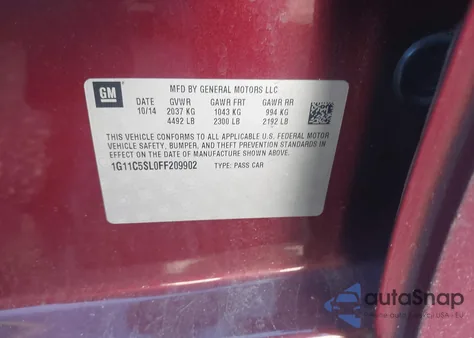 GM
MFD BY GENERAL MOTORS LLC
DATE GVWR GAWR FRT GAWR RR
10/14 2037 KG 1043 KG 994 KG
4492 LB 2300 LB 2192 LB
THIS VEHICLE CONFORMS TO ALL APPLICABLE U.S. FEDERAL MOTOR
VEHICLE SAFETY, BUMPER, AND THEFT PREVENTION STANDARDS IN
EFFECT ON THE DATE OF MANUFACTURE SHOWN ABOVE.
1G11C5SL0FF209902 TYPE: PASS CAR
autoSnap